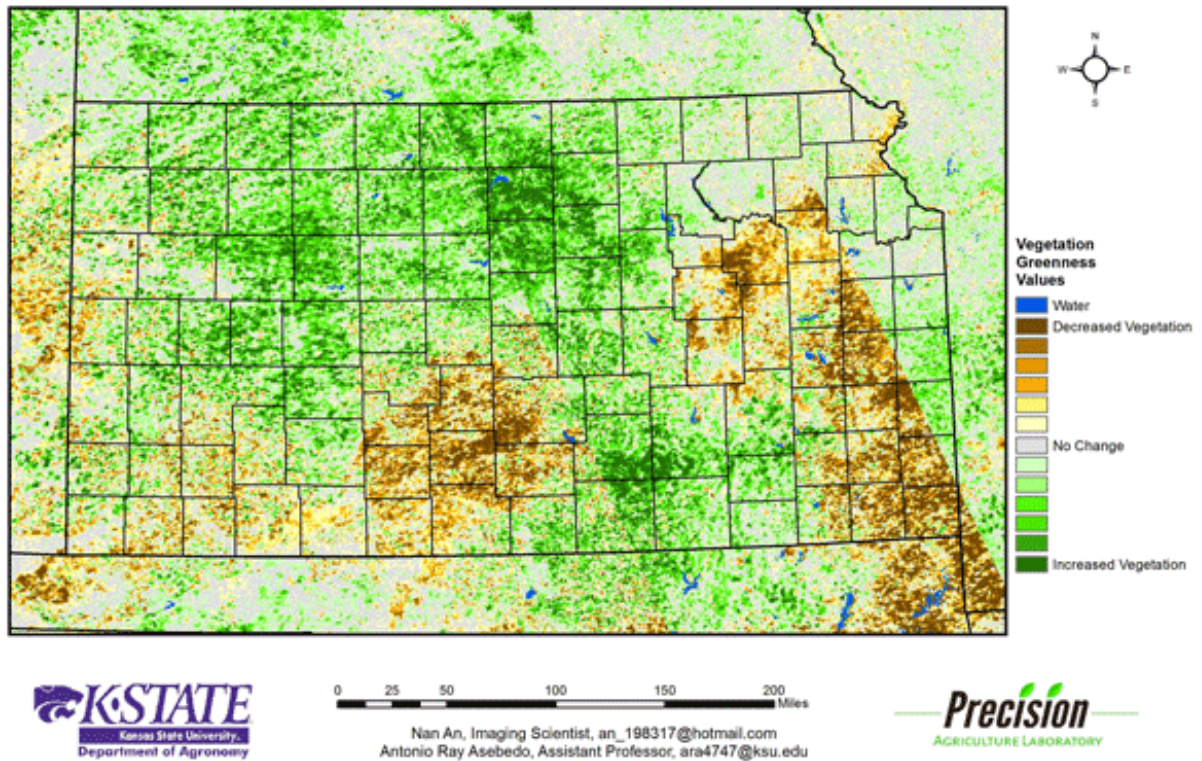 N
W E
S
Vegetation
Greenness
Values
Water
Decreased Vegetation
No Change
Increased Vegetation
K-STATE
Kansas State University.
Department of Agronomy
0 25 50 100 150 200
Miles
Nan An, Imaging Scientist, an_198317@hotmail.com
Antonio Ray Asebedo, Assistant Professor, ara4747@ksu.edu
Precision
AGRICULTURE LABORATORY